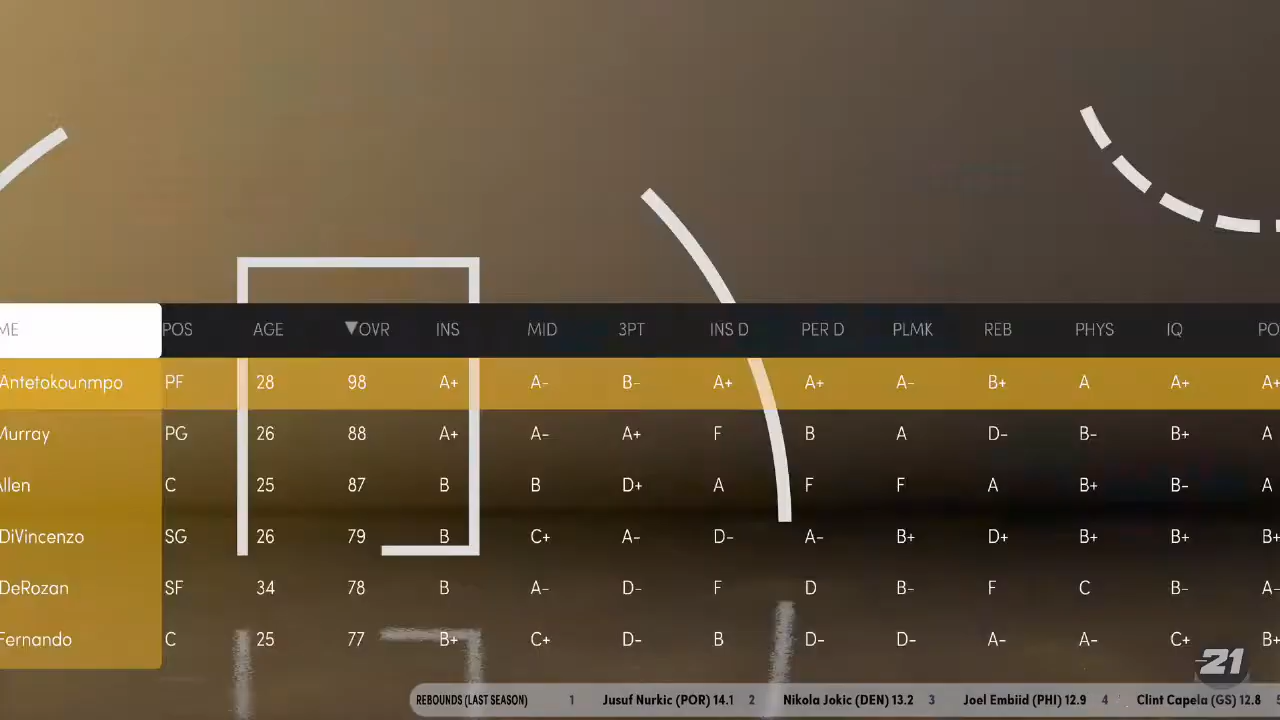 ME POS AGE ▼OVR INS MID 3PT INS D PER D PLMK REB PHYS IQ PO
Antetokounmpo PF 28 98 A+ A- B- A+ A+ A- B+ A A+ A+
Murray PG 26 88 A+ A- A+ F B A D- B- B+ A
Allen C 25 87 B B D+ A F F A B+ B- A
DiVincenzo SG 26 79 B C+ A- D- A- B+ D+ B+ B+ B+
DeRozan SF 34 78 B A- D- F D B- F C B- A-
Fernando C 25 77 B+ C+ D- B D- D- A- A- C+ B+
21
REBOUNDS (LAST SEASON) 1 Jusuf Nurkic (POR) 14.1 2 Nikola Jokic (DEN) 13.2 3 Joel Embiid (PHI) 12.9 4 Clint Capela (GS) 12.8 5